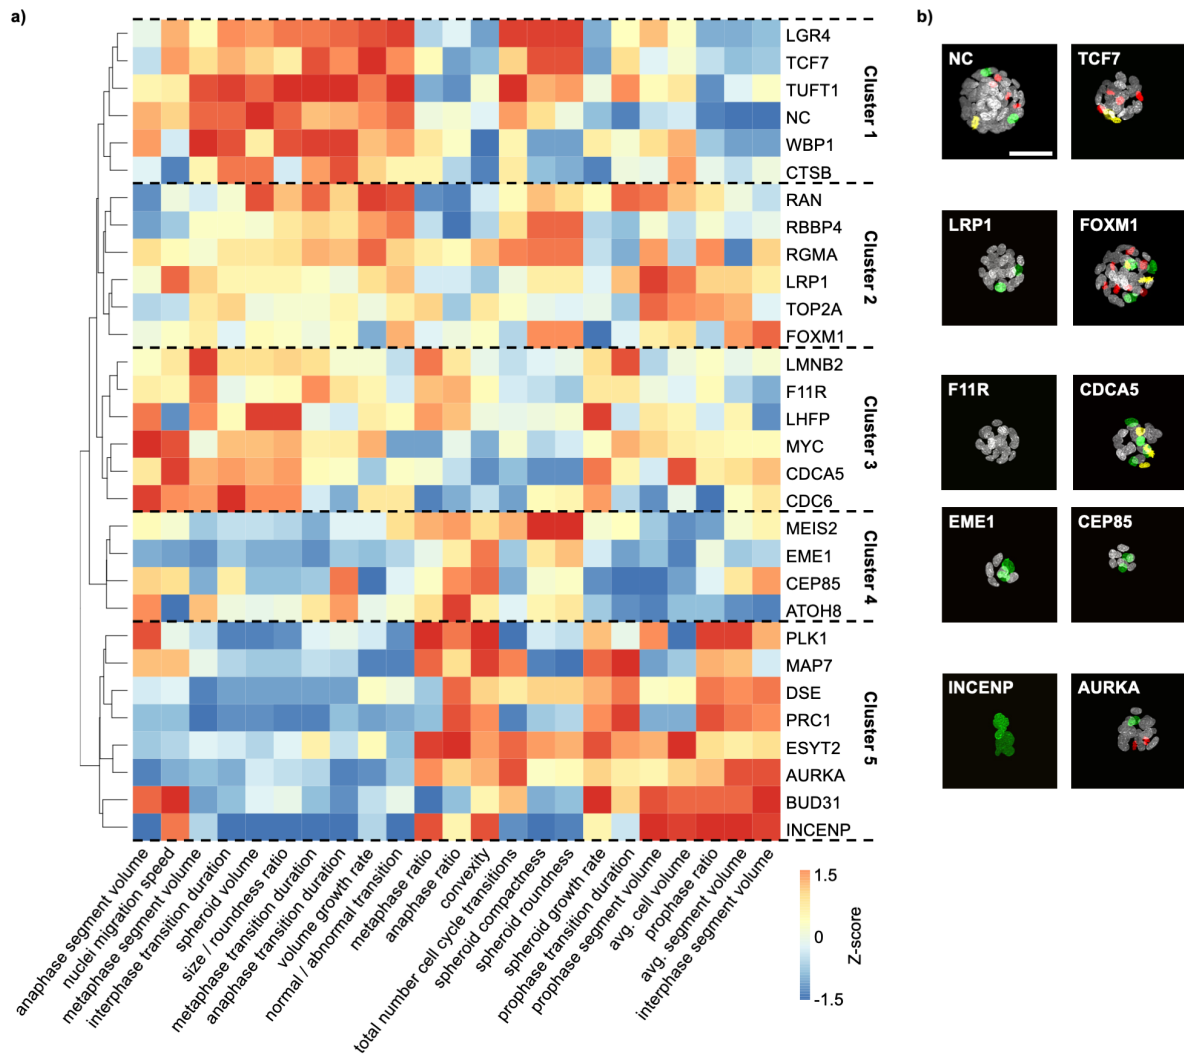 a)
LGR4
TCF7
TUFT1
NC
WBP1
CTSB
Cluster 1
RAN
RBBP4
RGMA
LRP1
TOP2A
FOXM1
Cluster 2
LMNB2
F11R
LHFP
MYC
CDCA5
CDC6
Cluster 3
MEIS2
EME1
CEP85
ATOH8
Cluster 4
PLK1
MAP7
DSE
PRC1
ESYT2
AURKA
BUD31
INCENP
Cluster 5
anaphase segment volume
nuclei migration speed
metaphase segment volume
interphase transition duration
spheroid volume
size / roundness ratio
metaphase transition duration
anaphase transition duration
volume growth rate
normal / abnormal transition
metaphase ratio
anaphase ratio
convexity
total number cell cycle transitions
spheroid compactness
spheroid roundness
spheroid growth rate
prophase transition duration
prophase segment volume
avg. cell volume
prophase ratio
avg. segment volume
interphase segment volume
1.5
0
-1.5
Z-score
b)
NC
TCF7
LRP1
FOXM1
F11R
CDCA5
EME1
CEP85
INCENP
AURKA